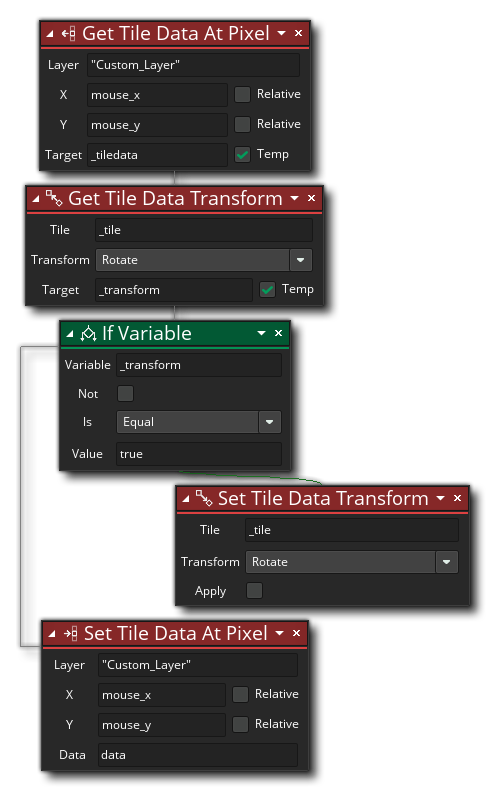 Get Tile Data At Pixel
Layer "Custom_Layer"
X mouse_x Relative
Y mouse_y Relative
Target _tiledata Temp
Get Tile Data Transform
Tile _tile
Transform Rotate
Target _transform Temp
If Variable
Variable _transform
Not
Is Equal
Value true
Set Tile Data Transform
Tile _tile
Transform Rotate
Apply
Set Tile Data At Pixel
Layer "Custom_Layer"
X mouse_x Relative
Y mouse_y Relative
Data data